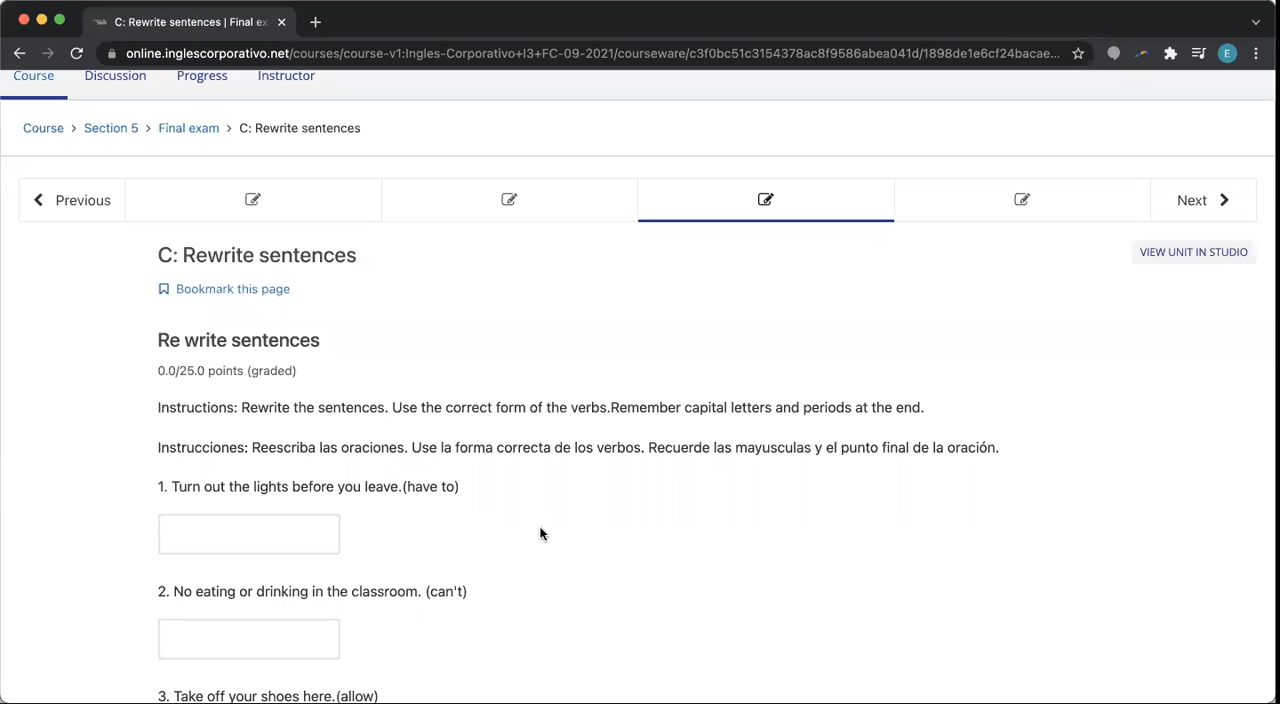 C: Rewrite sentences | Final ex
online.inglescorporativo.net/courses/course-v1:Ingles-Corporativo+I3+FC-09-2021/courseware/c3f0bc51c3154378ac8f9586abea041d/1898de1e6cf24bacae...
E
Course Discussion Progress Instructor
Course > Section 5 > Final exam > C: Rewrite sentences
Previous Next
C: Rewrite sentences
VIEW UNIT IN STUDIO
Bookmark this page
Re write sentences
0.0/25.0 points (graded)
Instructions: Rewrite the sentences. Use the correct form of the verbs.Remember capital letters and periods at the end.
Instrucciones: Reescriba las oraciones. Use la forma correcta de los verbos. Recuerde las mayusculas y el punto final de la oración.
1. Turn out the lights before you leave.(have to)
2. No eating or drinking in the classroom. (can't)
3. Take off your shoes here.(allow)